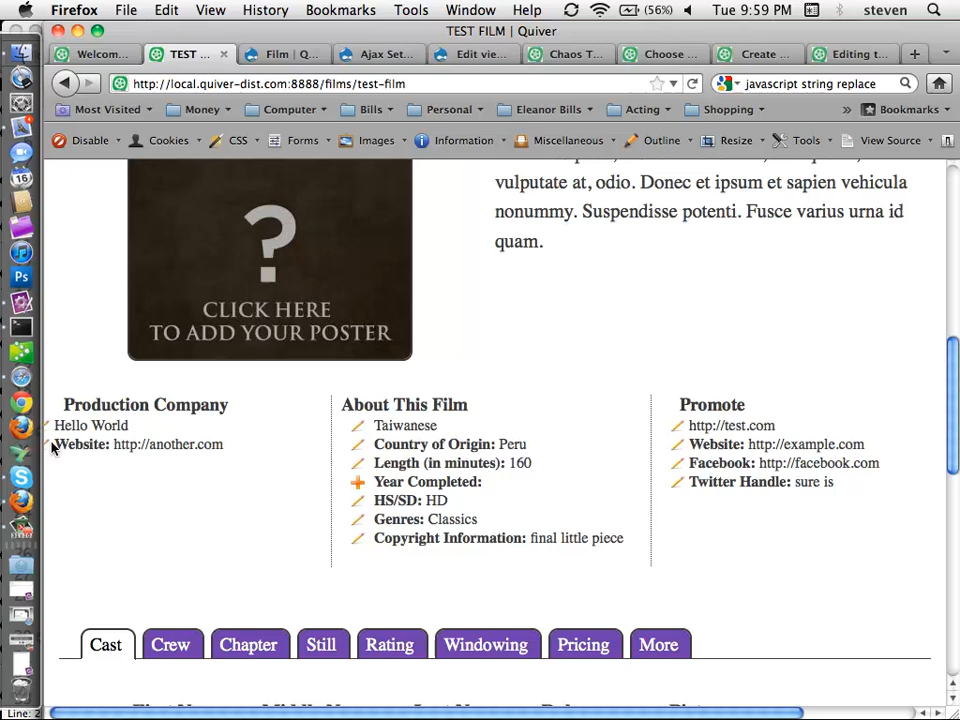 Firefox File Edit View History Bookmarks Tools Window Help (56%) Tue 9:59 PM steven
TEST FILM | Quiver
Welcom... TEST ... Film | Q... Ajax Set... Edit vie... Chaos T... Choose ... Create ... Editing t...
http://local.quiver-dist.com:8888/films/test-film javascript string replace
Most Visited Money Computer Bills Personal Eleanor Bills Acting Shopping » Bookmarks
Disable Cookies CSS Forms Images Information Miscellaneous Outline Resize Tools View Source
vulputate at, odio. Donec et ipsum et sapien vehicula
nonummy. Suspendisse potenti. Fusce varius urna id
quam.
?
CLICK HERE
TO ADD YOUR POSTER
Production Company
Hello World
Website: http://another.com
About This Film
Taiwanese
Country of Origin: Peru
Length (in minutes): 160
Year Completed:
HS/SD: HD
Genres: Classics
Copyright Information: final little piece
Promote
http://test.com
Website: http://example.com
Facebook: http://facebook.com
Twitter Handle: sure is
Cast Crew Chapter Still Rating Windowing Pricing More
Line: 2
16
Ps